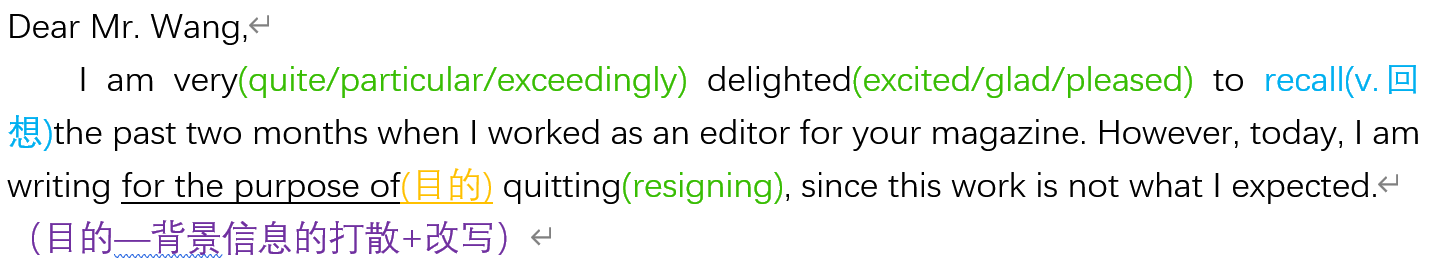 Dear Mr. Wang,↵
I am very(quite/particular/exceedingly) delighted(excited/glad/pleased) to recall(v. 回
想)the past two months when I worked as an editor for your magazine. However, today, I am
writing for the purpose of(目的) quitting(resigning), since this work is not what I expected.↵
（目的—背景信息的打散+改写）↵